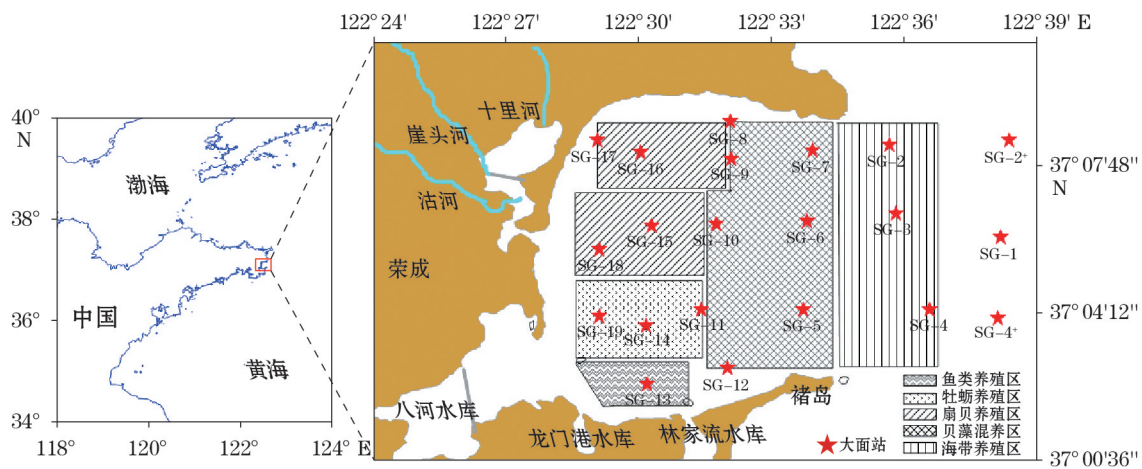 122° 24'
122° 27'
122° 30'
122° 33'
122° 36'
122° 39' E
40°
N
38°
36°
34°
118
120
122
124
E
渤海
中国
黄海
十里河
崖头河
沽河
荣成
八河水库
龙门港水库
林家流水库
褚岛
SG-17
SG-16
SG-8
SG-9
SG-7
SG-2
SG-2+
SG-15
SG-18
SG-10
SG-6
SG-3
SG-1
SG-19
SG-14
SG-11
SG-5
SG-4
SG-4+
SG-13
SG-12
37° 07'48"
N
37° 04'12"
37° 00'36"
鱼类养殖区
牡蛎养殖区
扇贝养殖区
贝藻混养区
海带养殖区
大面站